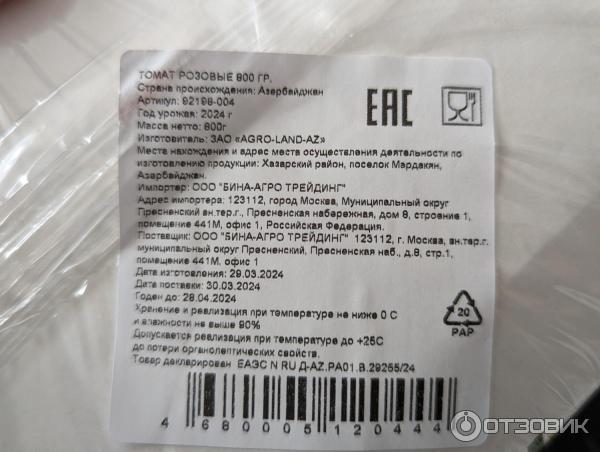 ТОМАТ РОЗОВЫЕ 800 ГР.
Страна происхождения: Азербайджан
Артикул: 92198-004
Год урожая: 2024 г
Масса нетто: 800г
Изготовитель: ЗАО «AGRO-LAND-AZ»
Места нахождения и адрес места осуществления деятельности по
изготовлению продукции: Хазарский район, поселок Мардакян,
Азербайджан.
Импортер: ООО "БИНА-АГРО ТРЕЙДИНГ"
Адрес импортера: 123112, город Москва, Муниципальный округ
Пресненский вн.тер.г., Пресненская набережная, дом 8, строение 1,
помещение 441М, офис 1, Российская Федерация.
Поставщик: ООО "БИНА-АГРО ТРЕЙДИНГ" 123112, г. Москва, вн.тер.г.
муниципальный округ Пресненский, Пресненская наб., д.8, стр.1,
помещение 441М, офис 1
Дата изготовления: 29.03.2024
Дата поставки: 30.03.2024
Годен до: 28.04.2024
Хранение и реализация при температуре не ниже 0 С
и влажности не выше 90%
Допускается реализация при температуре до +25С
до потери органолептических свойств.
Товар декларирован ЕАЭС N RU Д-AZ.РА01.В.29265/24
4 680005 120444
EAC
20
PAP
ОТЗОВИК